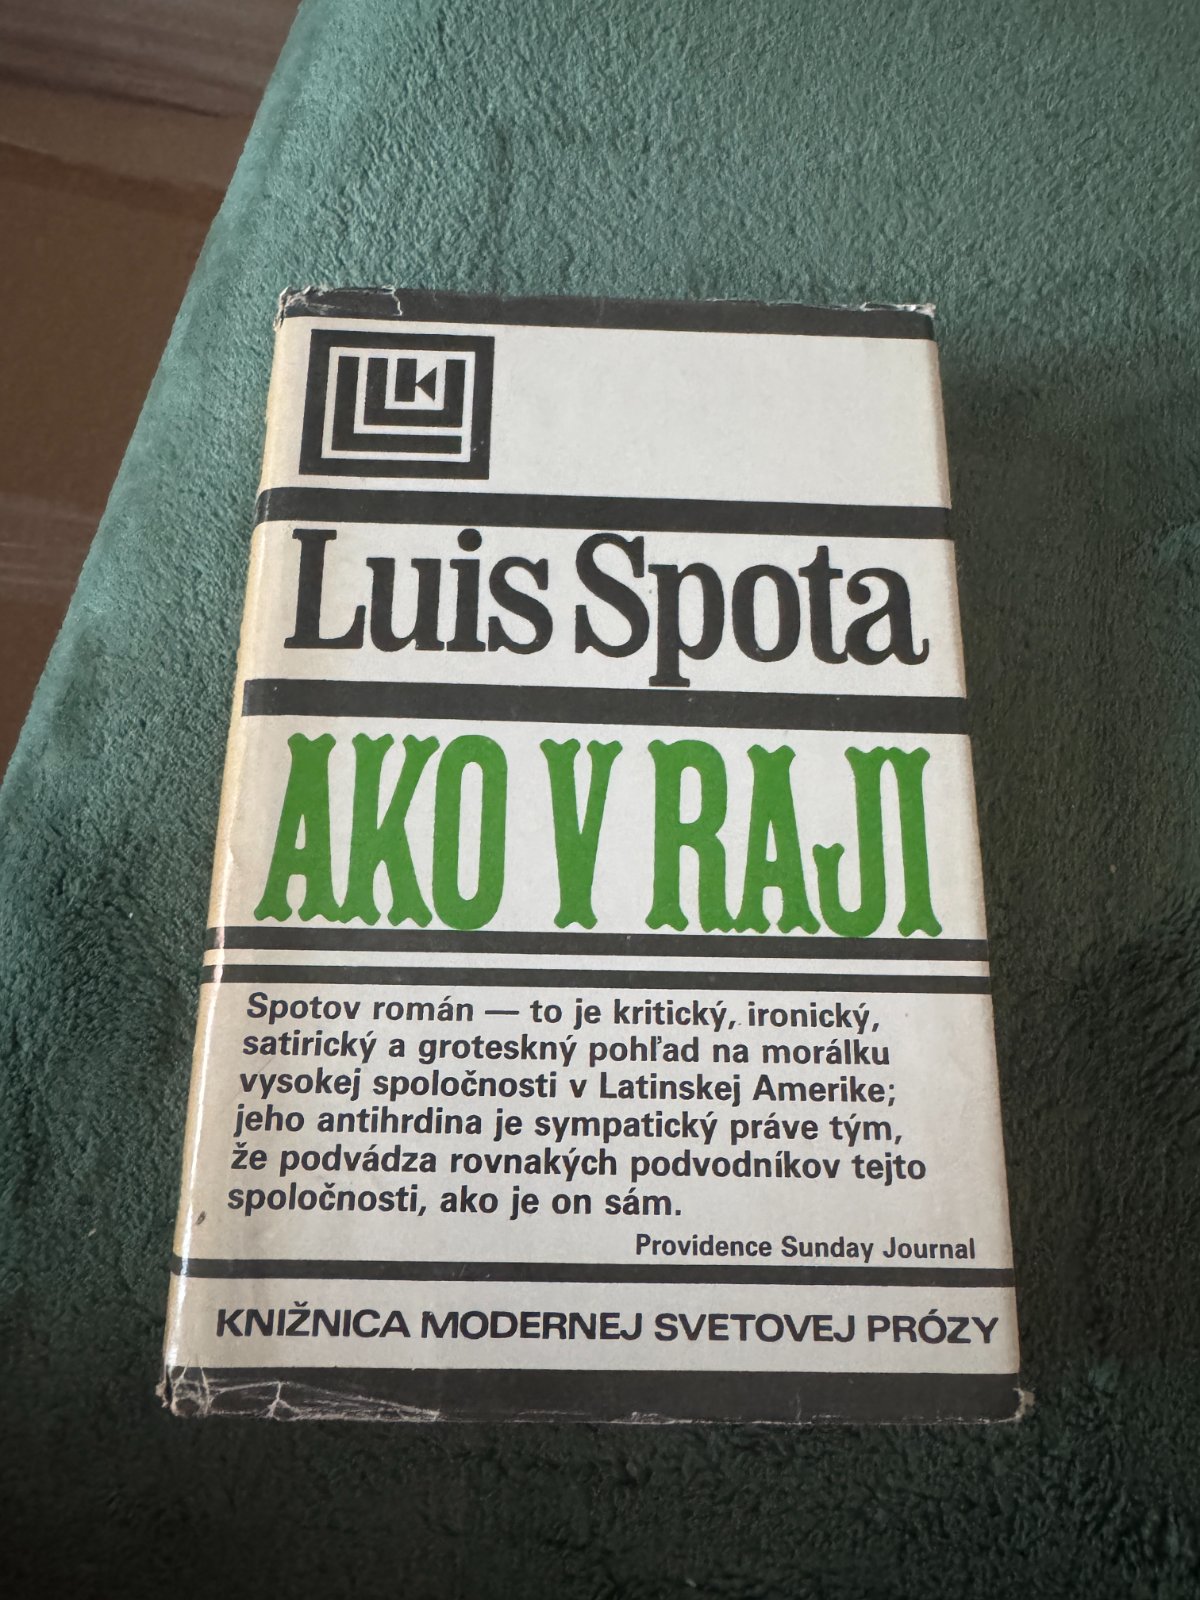 Luis Spota
AKO V RAJI
Spotov román — to je kritický, ironický,
satirický a groteskný pohľad na morálku
vysokej spoločnosti v Latinskej Amerike;
jeho antihrdina je sympatický práve tým,
že podvádza rovnakých podvodníkov tejto
spoločnosti, ako je on sám.
Providence Sunday Journal
KNIŽNICA MODERNEJ SVETOVEJ PRÓZY